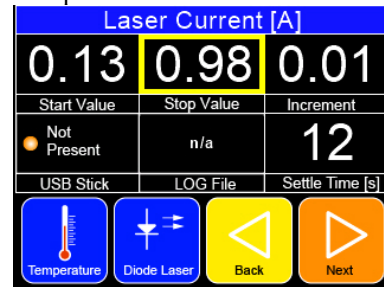 Laser Current [A]
0.13 0.98 0.01
Start Value Stop Value Increment
Not
Present n/a 12
USB Stick LOG File Settle Time [s]
Temperature Diode Laser Back Next